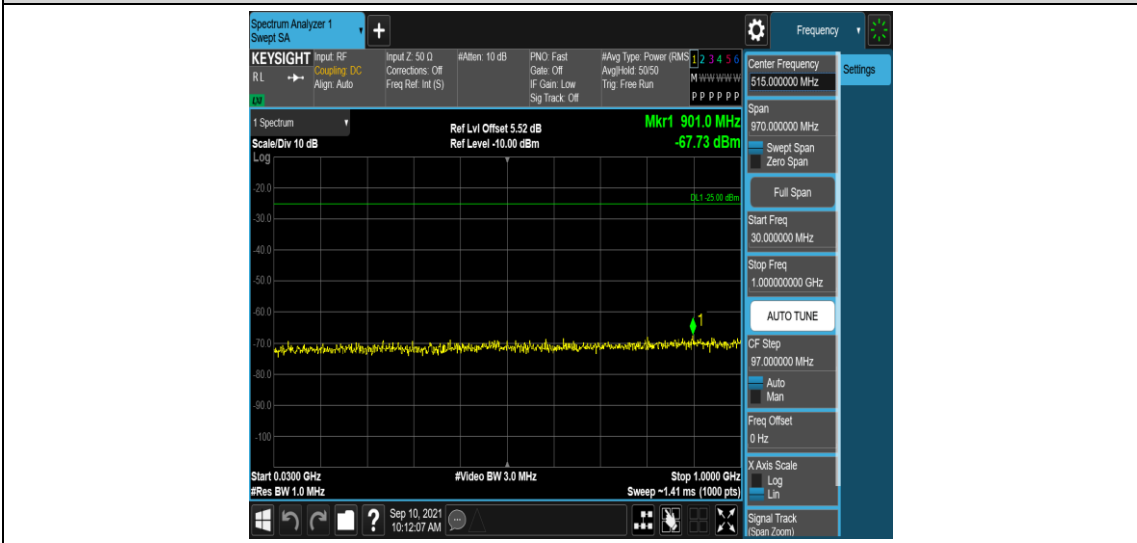 Spectrum Analyzer 1
Swept SA
+
Frequency
KEYSIGHT
RL
LXI
Input: RF
Coupling: DC
Align: Auto
Input Z: 50 Ω
Corrections: Off
Freq Ref: Int (S)
#Atten: 10 dB
PNO: Fast
Gate: Off
IF Gain: Low
Sig Track: Off
#Avg Type: Power (RMS
Avg|Hold: 50/50
Trig: Free Run
1 2 3 4 5 6
M W W W W W
P P P P P P
Center Frequency
515.000000 MHz
Settings
Span
970.000000 MHz
Swept Span
Zero Span
Full Span
Start Freq
30.000000 MHz
Stop Freq
1.000000000 GHz
AUTO TUNE
CF Step
97.000000 MHz
Auto
Man
Freq Offset
0 Hz
X Axis Scale
Log
Lin
Signal Track
(Span Zoom)
1 Spectrum
Scale/Div 10 dB
Log
Ref Lvl Offset 5.52 dB
Ref Level -10.00 dBm
Mkr1 901.0 MHz
-67.73 dBm
-20.0
DL1 -25.00 dBm
-30.0
-40.0
-50.0
-60.0
1
-70.0
-80.0
-90.0
-100
Start 0.0300 GHz
#Res BW 1.0 MHz
#Video BW 3.0 MHz
Stop 1.0000 GHz
Sweep ~1.41 ms (1000 pts)
?
Sep 10, 2021
10:12:07 AM